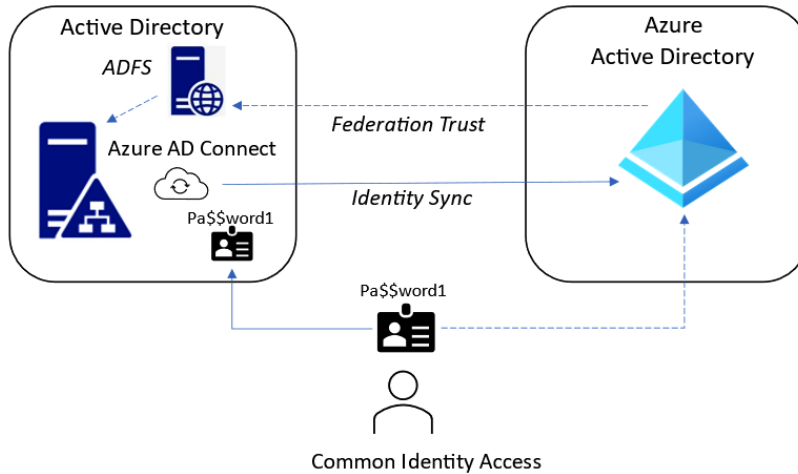 Active Directory
ADFS
Azure AD Connect
Pa$$word1
Federation Trust
Identity Sync
Azure
Active Directory
Pa$$word1
Common Identity Access